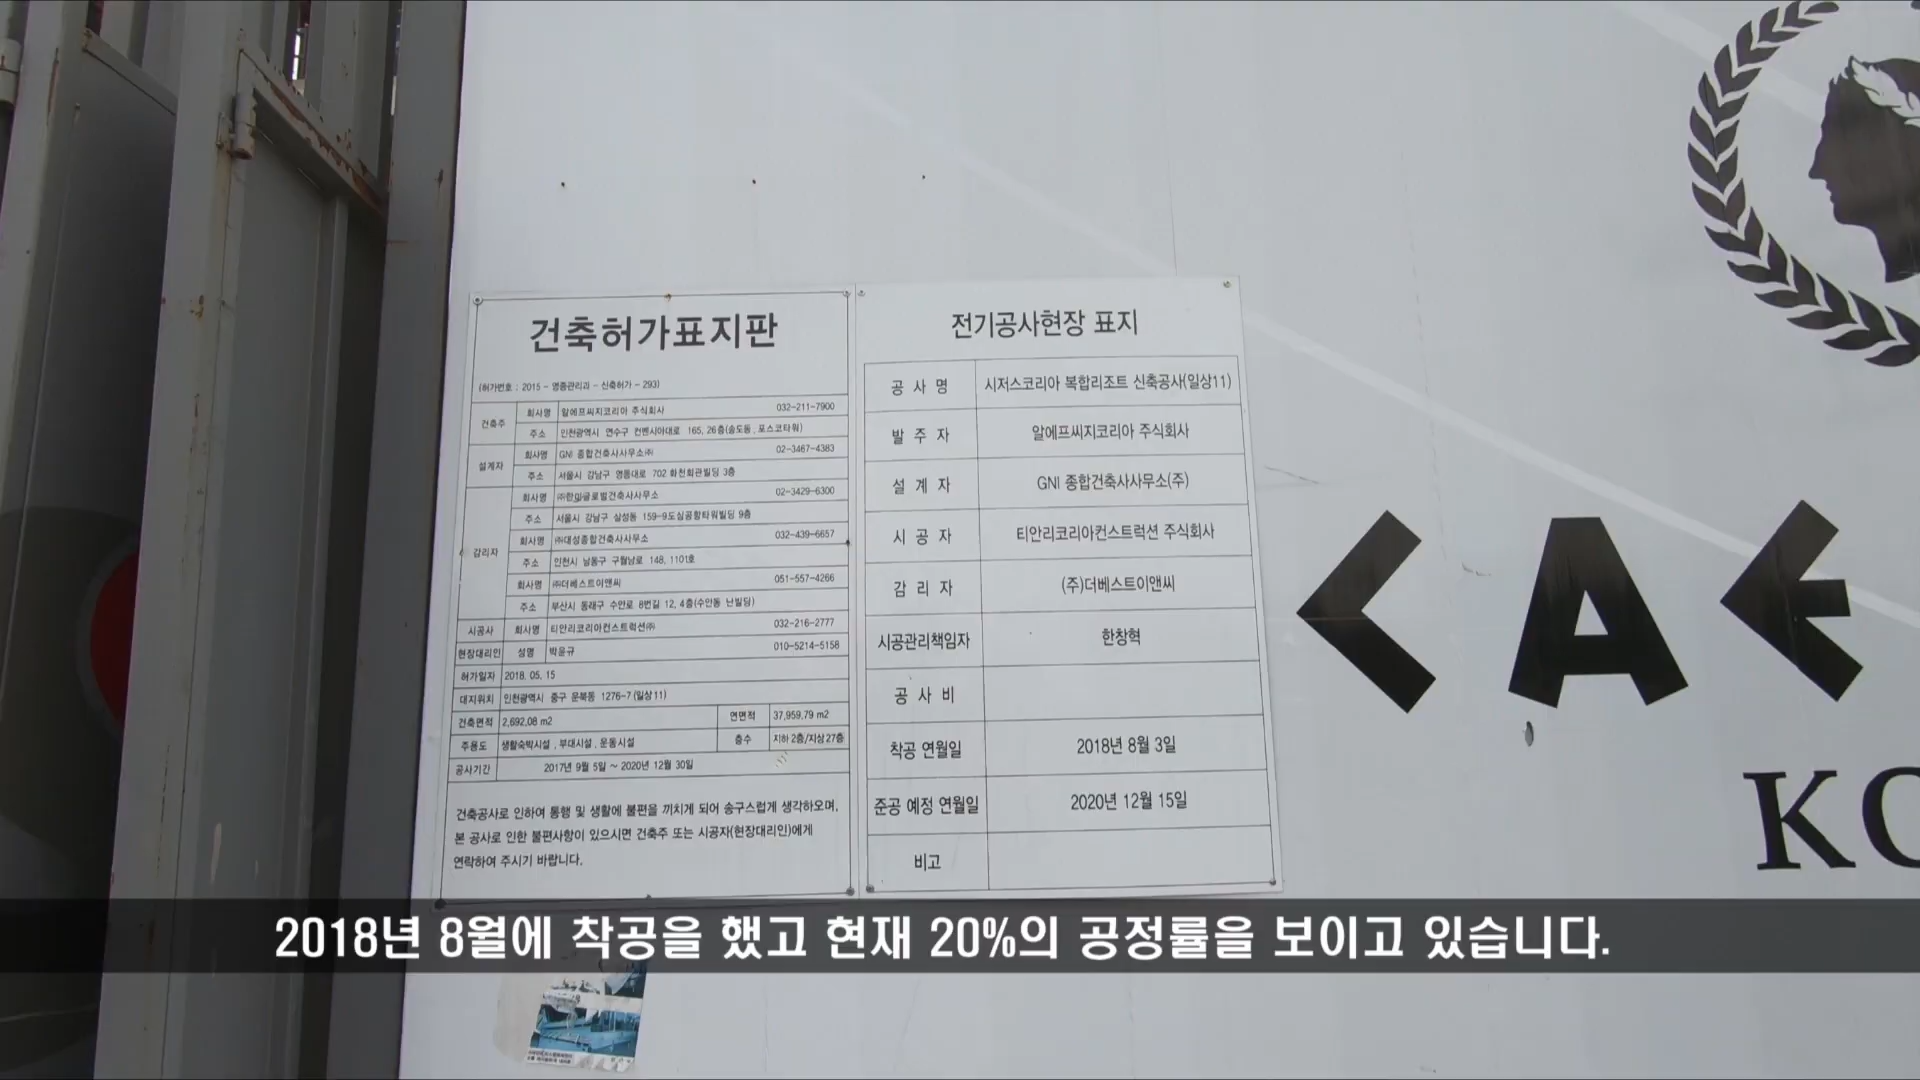 건축허가표지판
(허가번호 : 2015 - 영종관리과 - 신축허가 - 293)
건축주 회사명 알에프씨지코리아 주식회사 032-211-7900
주소 인천광역시 연수구 컨벤시아대로 165, 26층(송도동, 포스코타워)
설계자 회사명 GNI 종합건축사사무소㈜ 02-3467-4383
주소 서울시 강남구 영동대로 702 화천회관빌딩 3층
감리자 회사명 ㈜한미글로벌건축사사무소 02-3429-6300
주소 서울시 강남구 삼성동 159-9도심공항타워빌딩 9층
회사명 ㈜대성종합건축사사무소 032-439-6657
주소 인천시 남동구 구월남로 148, 1101호
회사명 ㈜더베스트이앤씨 051-557-4266
주소 부산시 동래구 수안로 8번길 12, 4층(수안동 난빌딩)
시공사 회사명 티안리코리아컨스트럭션㈜ 032-216-2777
현장대리인 성명 박윤규 010-5214-5158
허가일자 2018. 05. 15
대지위치 인천광역시 중구 운북동 1276-7 (일상11)
건축면적 2,692.08 m2 연면적 37,959.79 m2
주용도 생활숙박시설 , 부대시설 , 운동시설 층수 지하 2층/지상 27층
공사기간 2017년 9월 5일 ~ 2020년 12월 30일
건축공사로 인하여 통행 및 생활에 불편을 끼치게 되어 송구스럽게 생각하오며,
본 공사로 인한 불편사항이 있으시면 건축주 또는 시공자(현장대리인)에게
연락하여 주시기 바랍니다.
전기공사현장 표지
공 사 명 시저스코리아 복합리조트 신축공사(일상11)
발 주 자 알에프씨지코리아 주식회사
설 계 자 GNI 종합건축사사무소(주)
시 공 자 티안리코리아컨스트럭션 주식회사
감 리 자 (주)더베스트이앤씨
시공관리책임자 한창혁
공 사 비
착공 연월일 2018년 8월 3일
준공 예정 연월일 2020년 12월 15일
비고
CAE
KO
2018년 8월에 착공을 했고 현재 20%의 공정률을 보이고 있습니다.